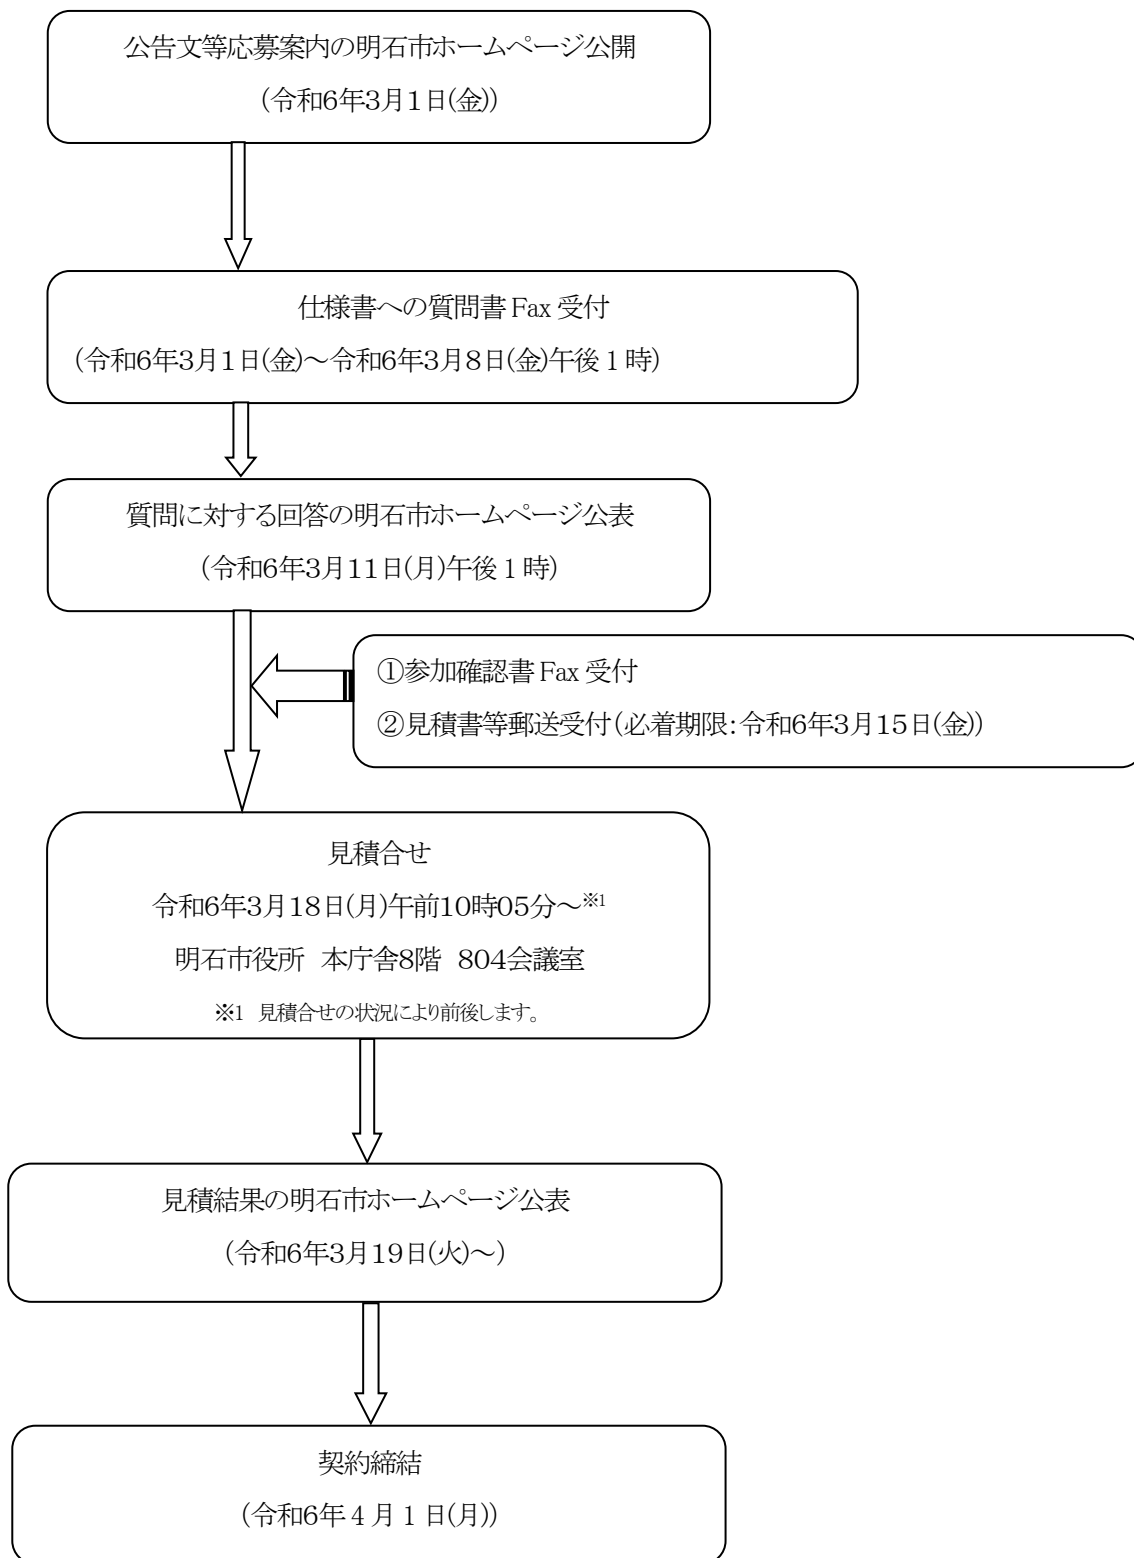 公告文等応募案内の明石市ホームページ公開
(令和6年3月1日(金))
仕様書への質問書 Fax 受付
(令和6年3月1日(金)～令和6年3月8日(金)午後1時)
質問に対する回答の明石市ホームページ公表
(令和6年3月11日(月)午後1時)
①参加確認書 Fax 受付
②見積書等郵送受付(必着期限:令和6年3月15日(金))
見積合せ
令和6年3月18日(月)午前10時05分～※1
明石市役所 本庁舎8階 804会議室
※1 見積合せの状況により前後します。
見積結果の明石市ホームページ公表
(令和6年3月19日(火)～)
契約締結
(令和6年4月1日(月))